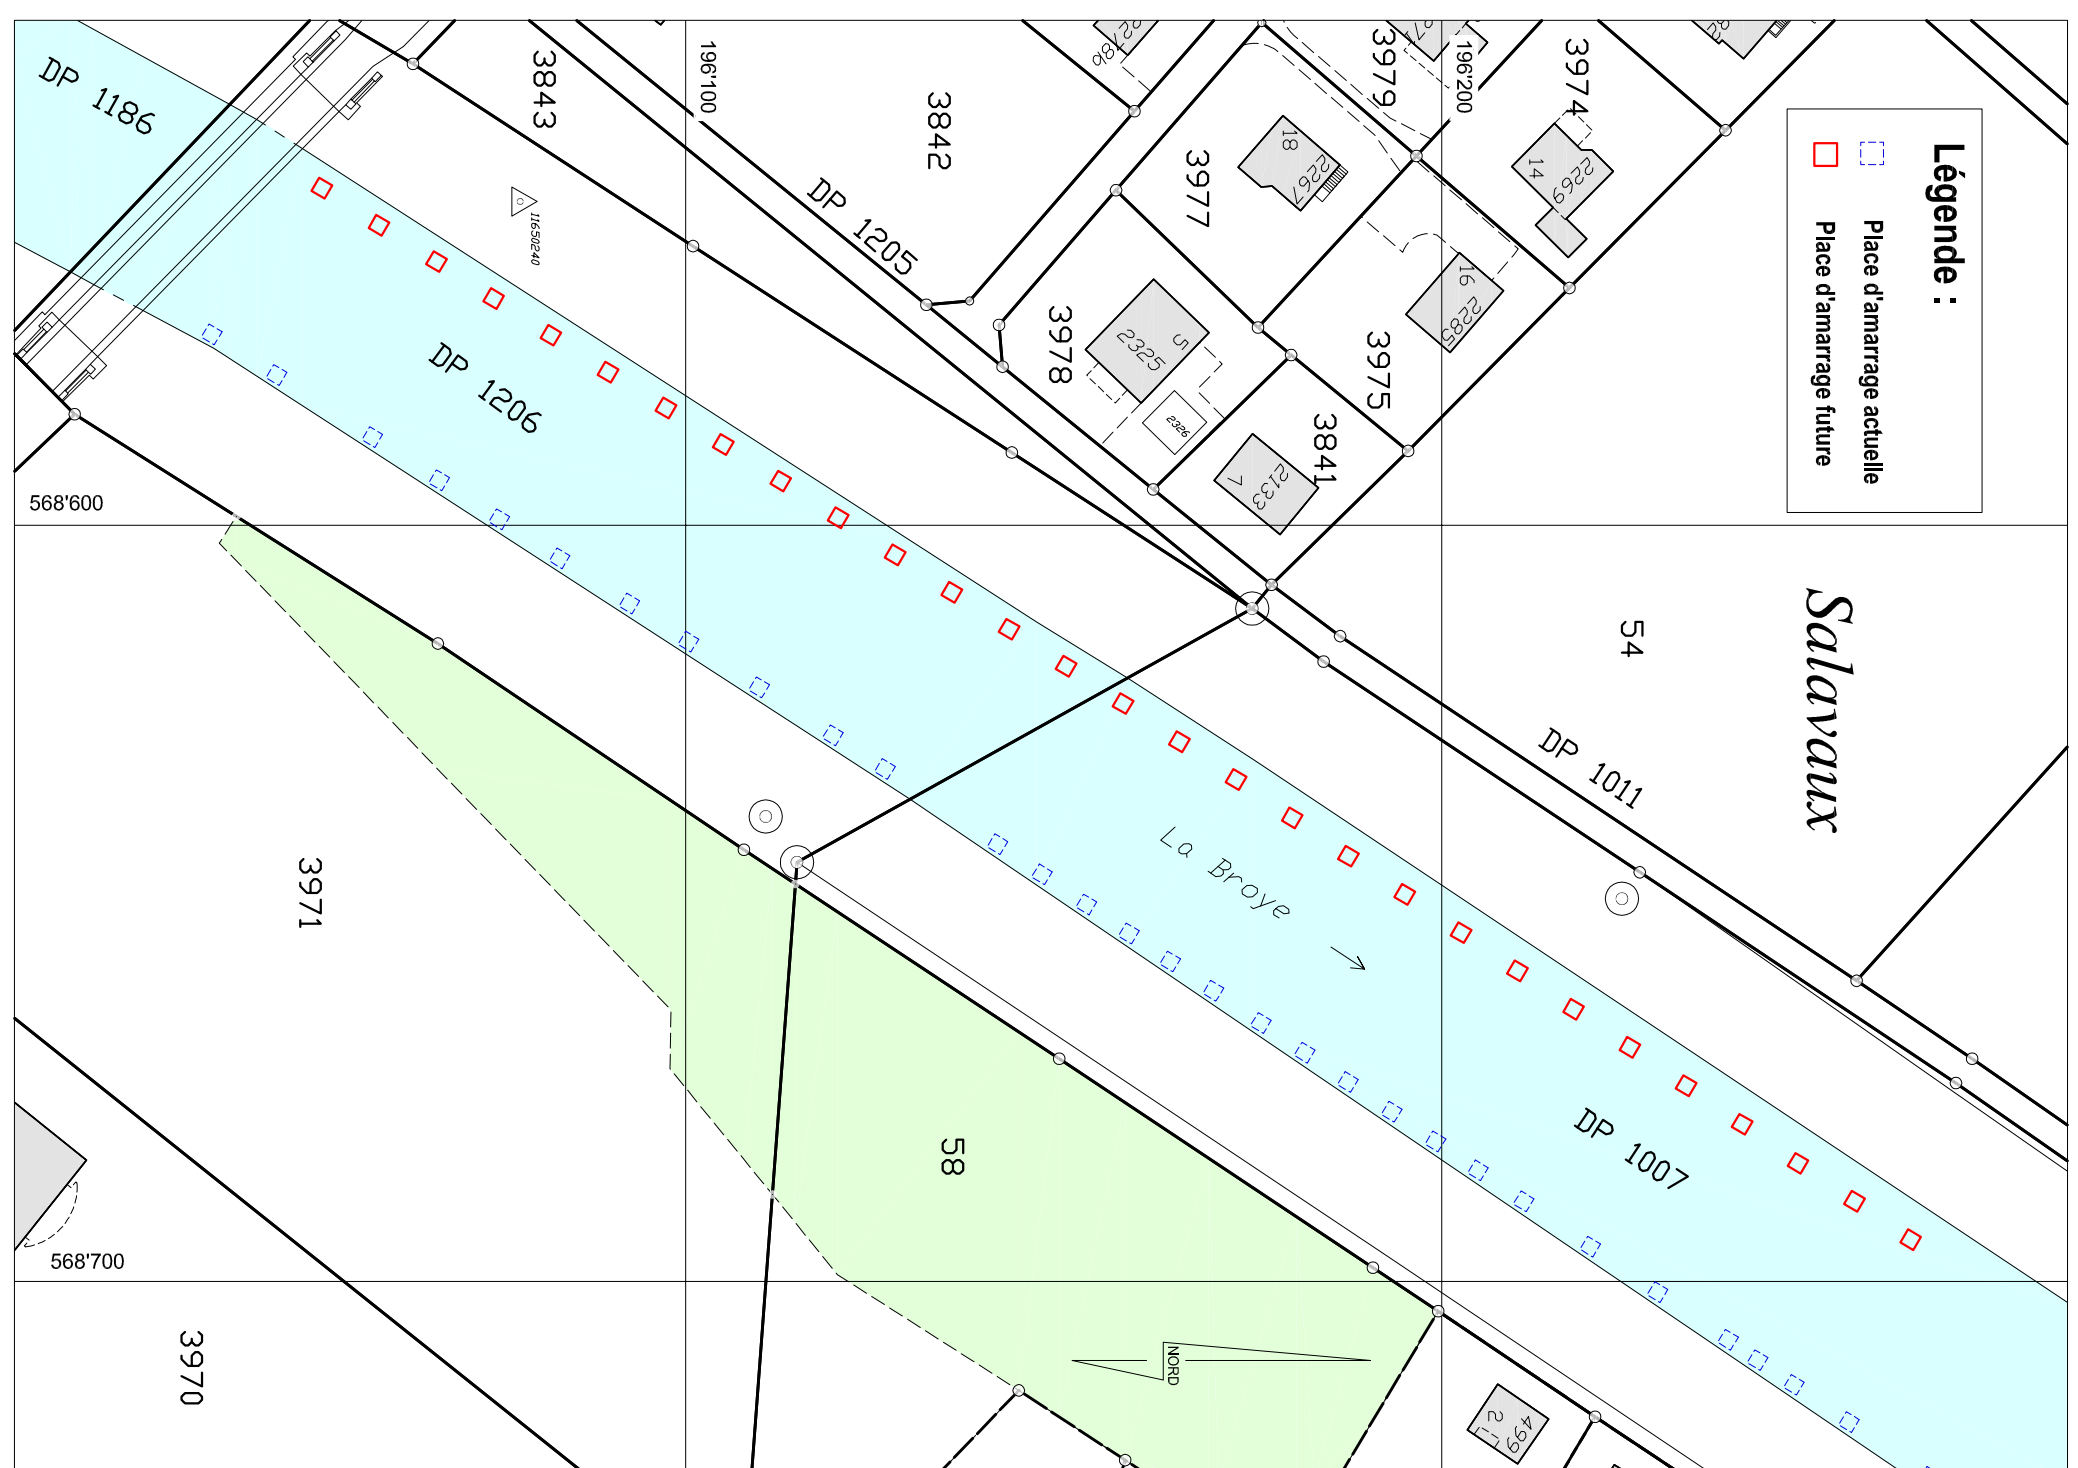 Légende :
Place d'amarrage actuelle
Place d'amarrage future
Salavaux
DP 1186
3843
196'100
3842
DP 1205
3977
18
2267
3979
196'200
3974
14
2269
16
2285
3975
3978
5
2325
2326
3841
2133
7
11650240
DP 1206
568'600
54
DP 1011
La Broye
DP 1007
3971
58
568'700
3970
NORD
499
2